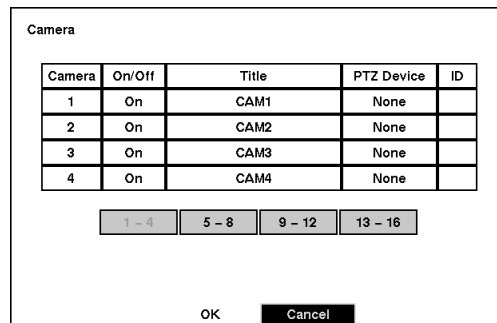 Camera
Camera On/Off Title PTZ Device ID
1 On CAM1 None
2 On CAM2 None
3 On CAM3 None
4 On CAM4 None
1 – 4 5 – 8 9 – 12 13 – 16
OK Cancel